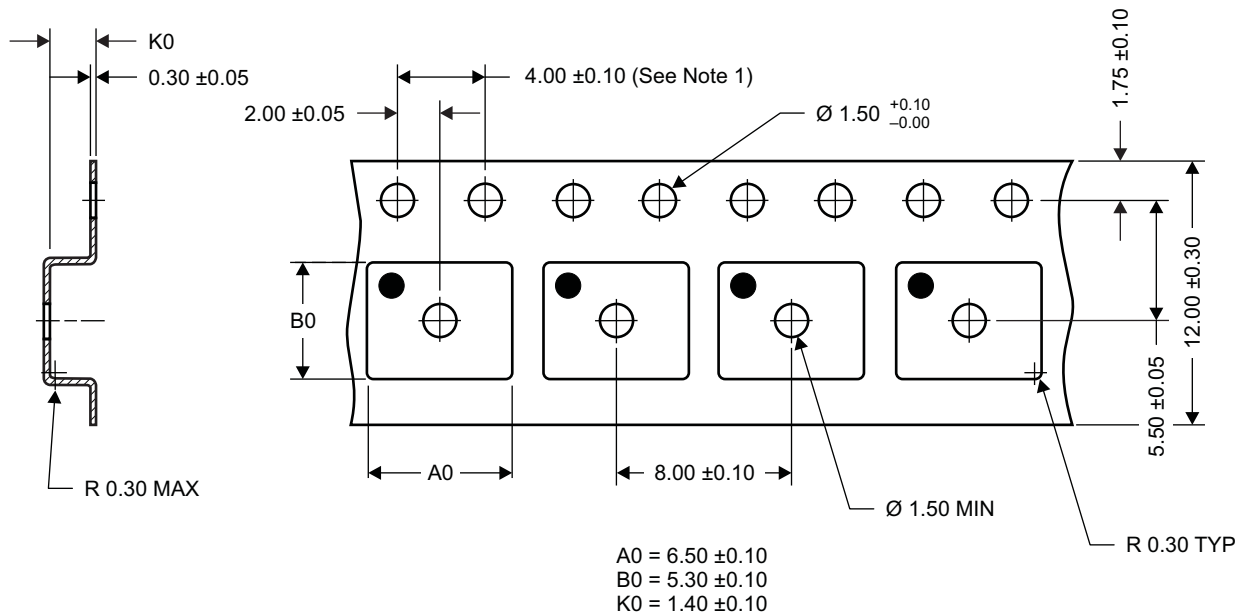 K0
0.30 ±0.05
2.00 ±0.05
4.00 ±0.10 (See Note 1)
Ø 1.50 +0.10
–0.00
1.75 ±0.10
12.00 ±0.30
5.50 ±0.05
B0
A0
8.00 ±0.10
R 0.30 MAX
Ø 1.50 MIN
R 0.30 TYP
A0 = 6.50 ±0.10
B0 = 5.30 ±0.10
K0 = 1.40 ±0.10